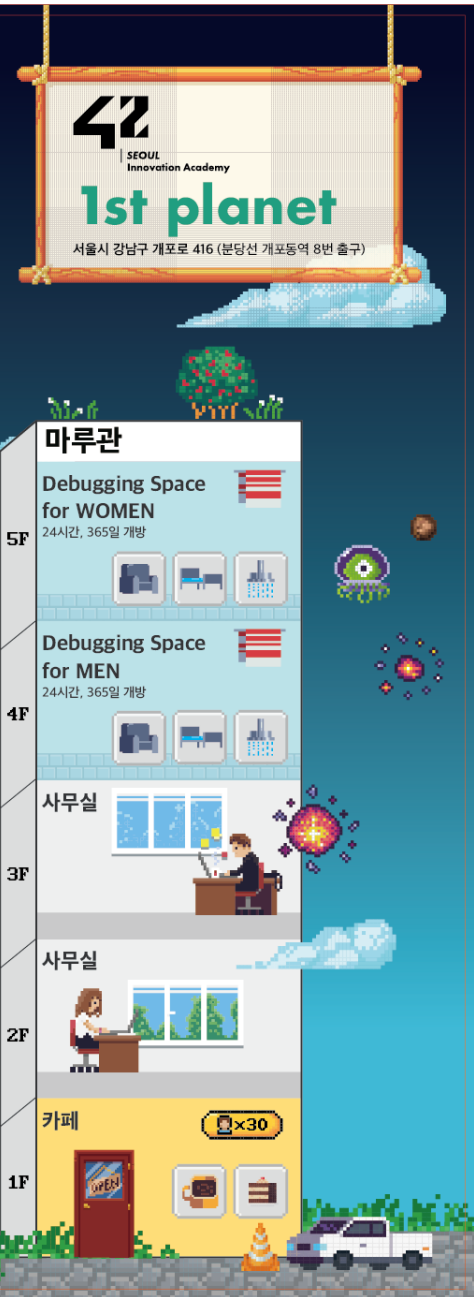 42
SEOUL
Innovation Academy
1st planet
서울시 강남구 개포로 416 (분당선 개포동역 8번 출구)
마루관
5F
Debugging Space
for WOMEN
24시간, 365일 개방
4F
Debugging Space
for MEN
24시간, 365일 개방
3F
사무실
2F
사무실
1F
카페
×30
OPEN